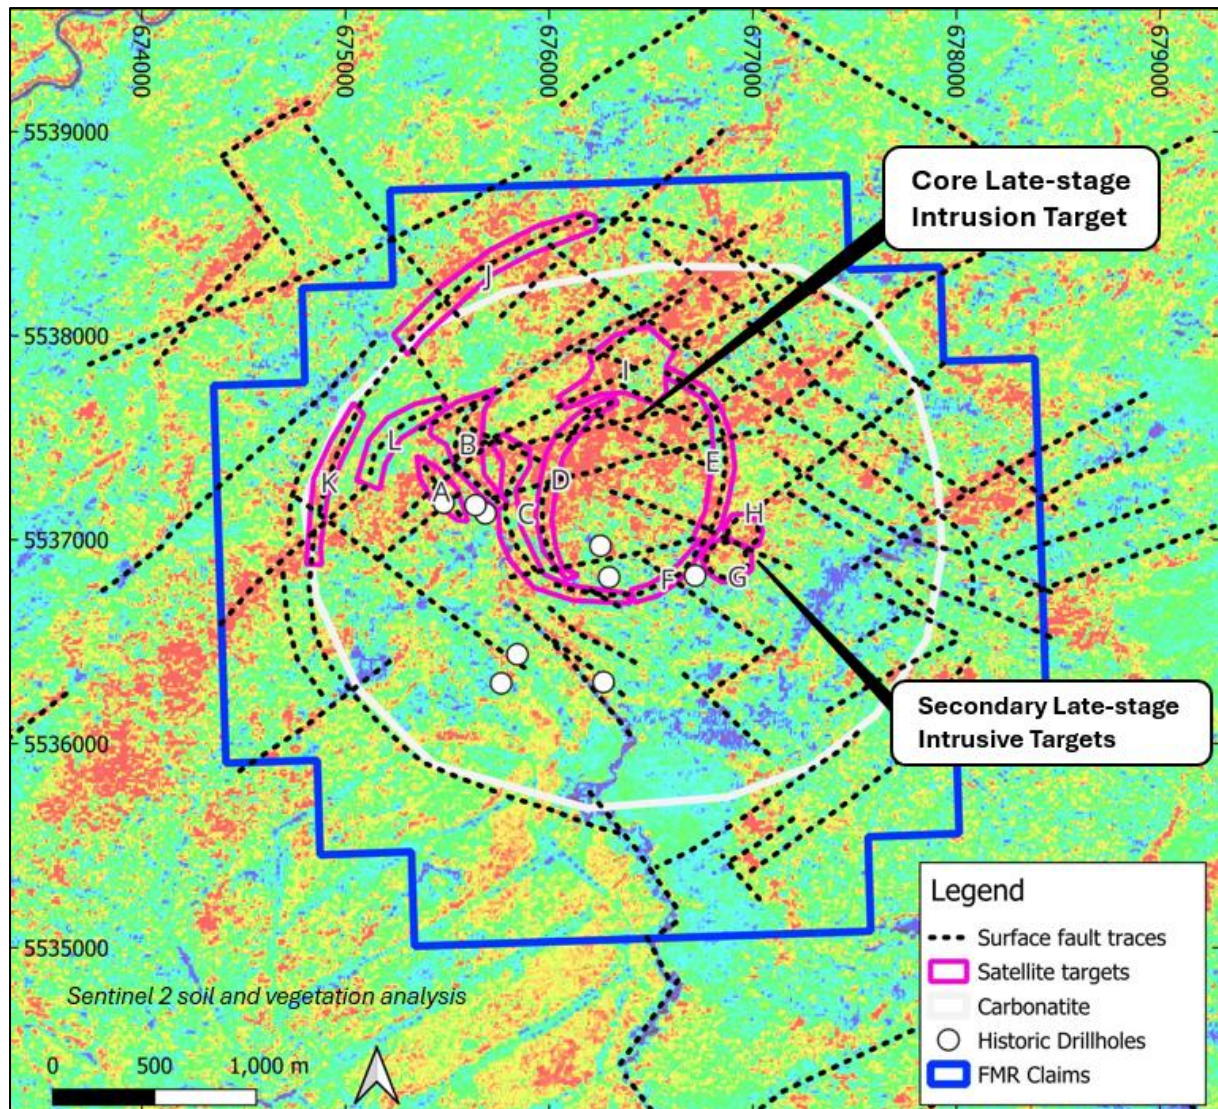 674000
675000
676000
677000
678000
679000
5539000
Core Late-stage
Intrusion Target
J
5538000
I
L
B
K
A
D
E
C
H
5537000
F
G
Secondary Late-stage
Intrusive Targets
5536000
Legend
Surface fault traces
5535000
Satellite targets
Sentinel 2 soil and vegetation analysis
Carbonatite
Historic Drillholes
0 500 1,000 m
FMR Claims